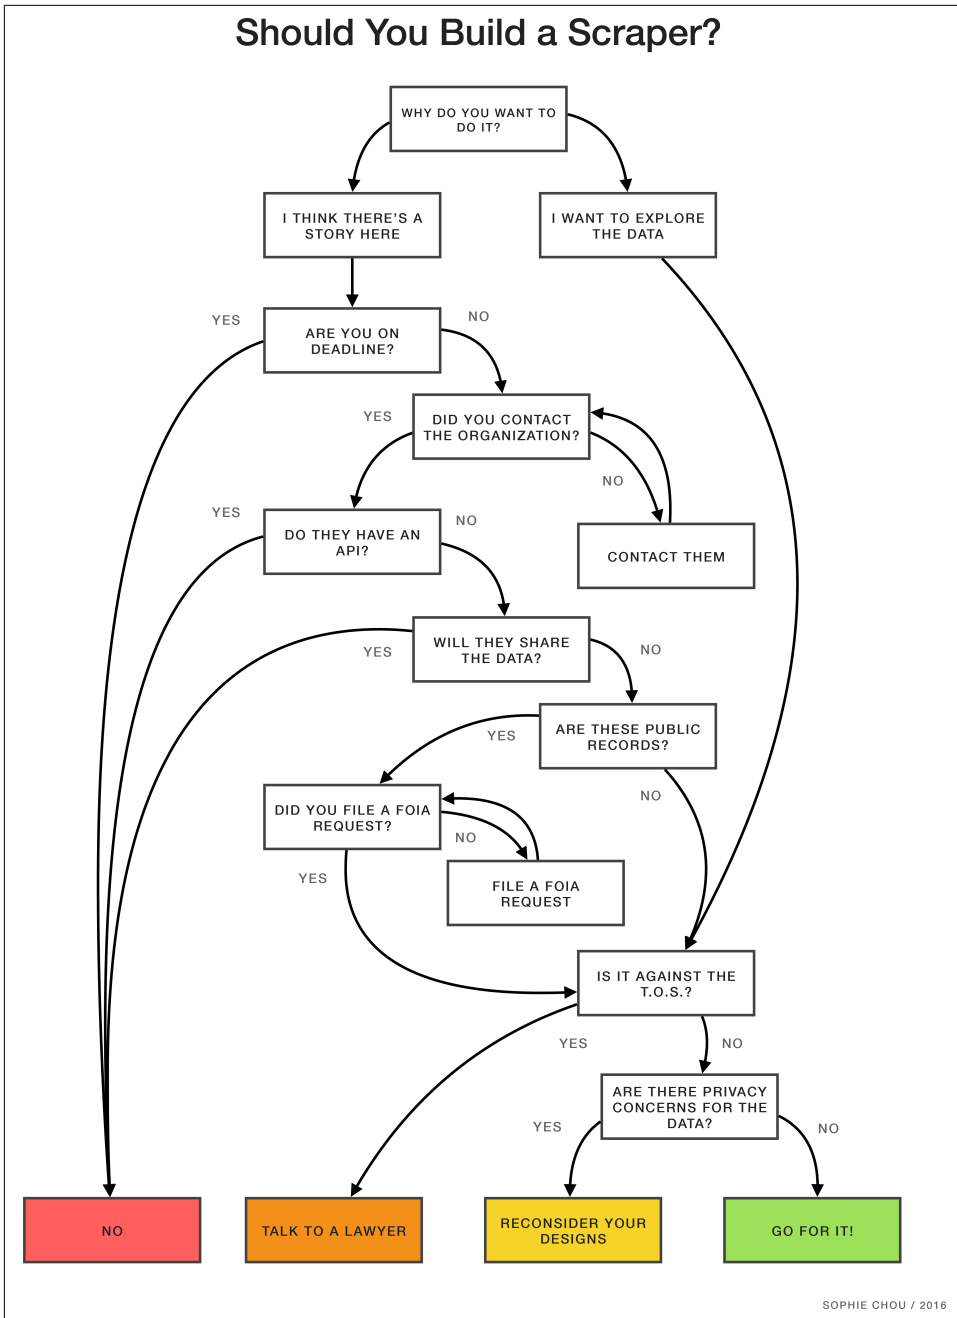 Should You Build a Scraper?
WHY DO YOU WANT TO
DO IT?
I THINK THERE'S A
STORY HERE
I WANT TO EXPLORE
THE DATA
YES
ARE YOU ON
DEADLINE?
NO
YES
DID YOU CONTACT
THE ORGANIZATION?
NO
CONTACT THEM
YES
DO THEY HAVE AN
API?
NO
WILL THEY SHARE
THE DATA?
YES
NO
ARE THESE PUBLIC
RECORDS?
YES
NO
DID YOU FILE A FOIA
REQUEST?
NO
YES
FILE A FOIA
REQUEST
IS IT AGAINST THE
T.O.S.?
YES
NO
ARE THERE PRIVACY
CONCERNS FOR THE
DATA?
YES
NO
NO
TALK TO A LAWYER
RECONSIDER YOUR
DESIGNS
GO FOR IT!
SOPHIE CHOU / 2016